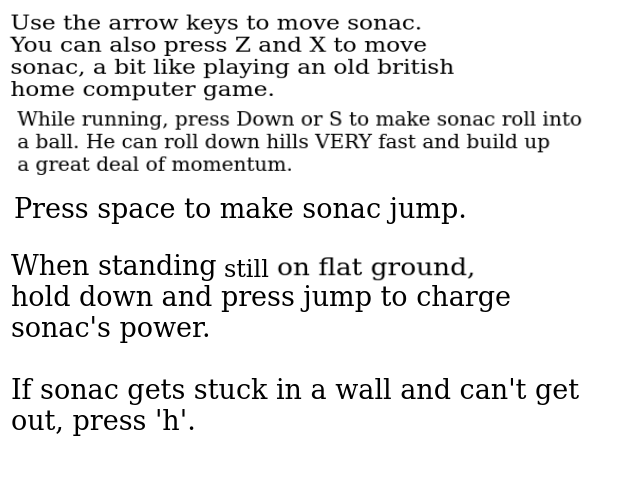 Use the arrow keys to move sonac.
You can also press Z and X to move
sonac, a bit like playing an old british
home computer game.
While running, press Down or S to make sonac roll into
a ball. He can roll down hills VERY fast and build up
a great deal of momentum.
Press space to make sonac jump.
When standing still on flat ground,
hold down and press jump to charge
sonac's power.
If sonac gets stuck in a wall and can't get
out, press 'h'.